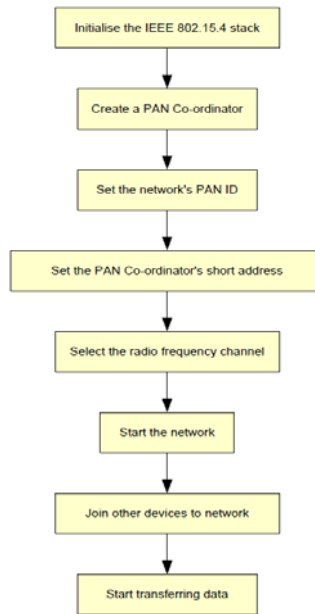 Initialise the IEEE 802.15.4 stack
Create a PAN Co-ordinator
Set the network's PAN ID
Set the PAN Co-ordinator's short address
Select the radio frequency channel
Start the network
Join other devices to network
Start transferring data